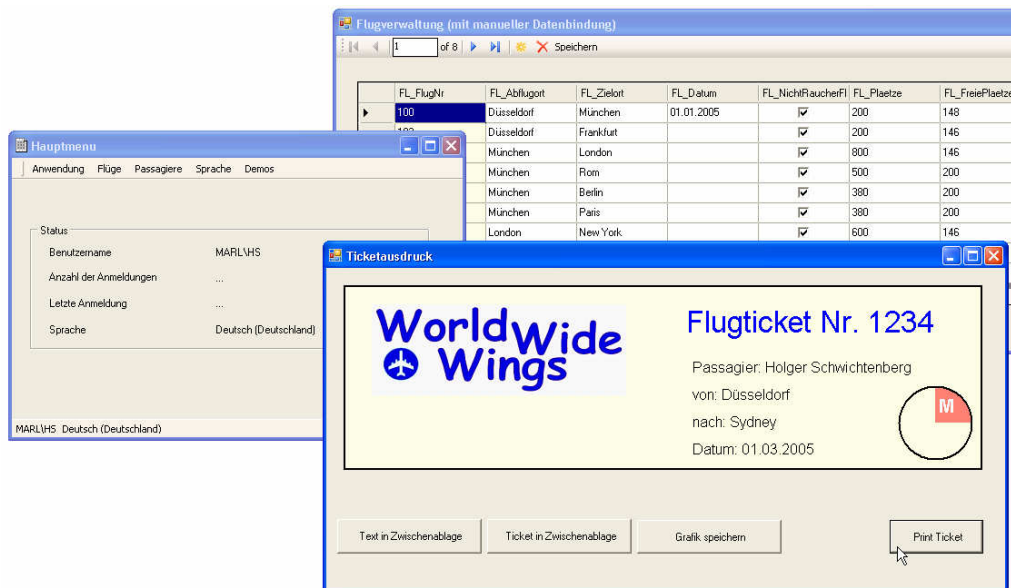 Flugverwaltung (mit manueller Datenbindung)
1 of 8 Speichern
FL_FlugNr FL_Abflugort FL_Zielort FL_Datum FL_NichtRaucherFl FL_Plaetze FL_FreiePlaetze
100 Düsseldorf München 01.01.2005 200 148
Düsseldorf Frankfurt 200 146
München London 800 146
München Rom 500 200
München Berlin 380 200
München Paris 380 200
London New York 600 146
Hauptmenu
Anwendung Flüge Passagiere Sprache Demos
Status
Benutzername MARL\HS
Anzahl der Anmeldungen ...
Letzte Anmeldung ...
Sprache Deutsch (Deutschland)
MARL\HS Deutsch (Deutschland)
Ticketausdruck
World Wide
Wings
Flugticket Nr. 1234
Passagier: Holger Schwichtenberg
von: Düsseldorf
nach: Sydney
Datum: 01.03.2005
M
Text in Zwischenablage Ticket in Zwischenablage Grafik speichern Print Ticket